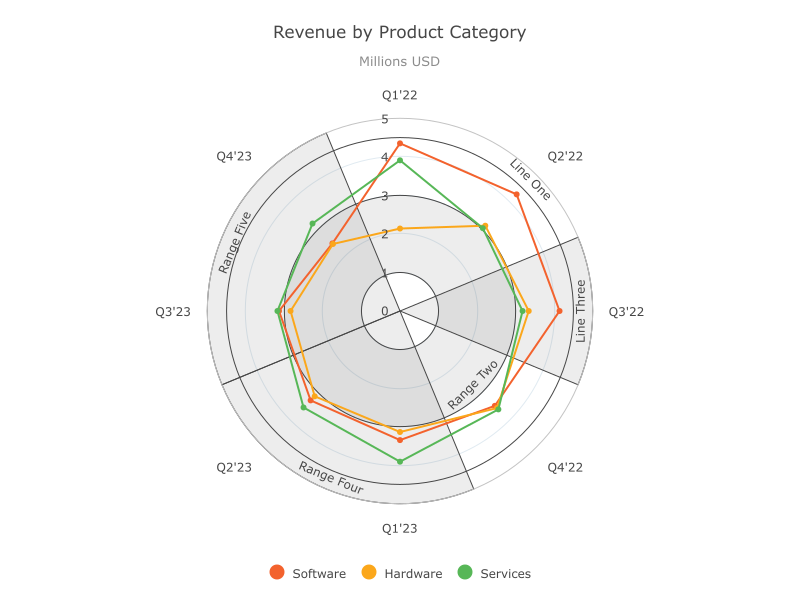 Revenue by Product Category
Millions USD
Q1'22
5
Q4'23
Q2'22
4
Line One
3
Range Five
2
1
Q3'23
0
Line Three
Q3'22
Range Two
Q2'23
Q4'22
Range Four
Q1'23
Software
Hardware
Services